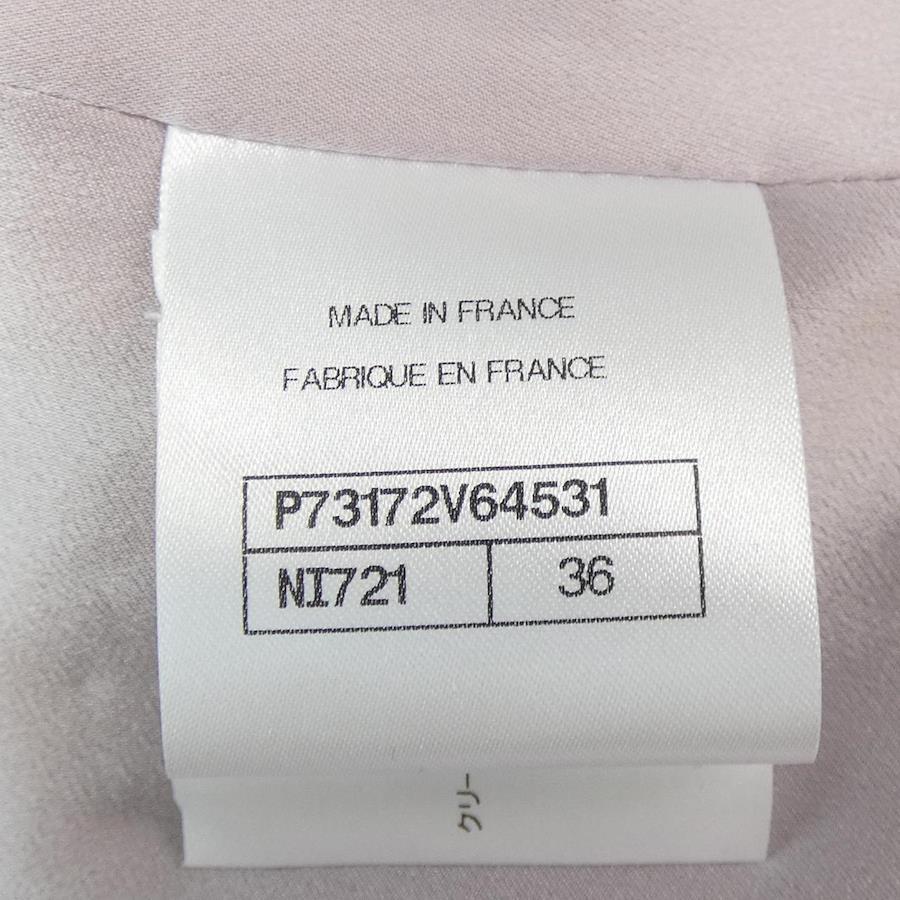 MADE IN FRANCE
FABRIQUE EN FRANCE
P73172V64531
NI721 36
クリー